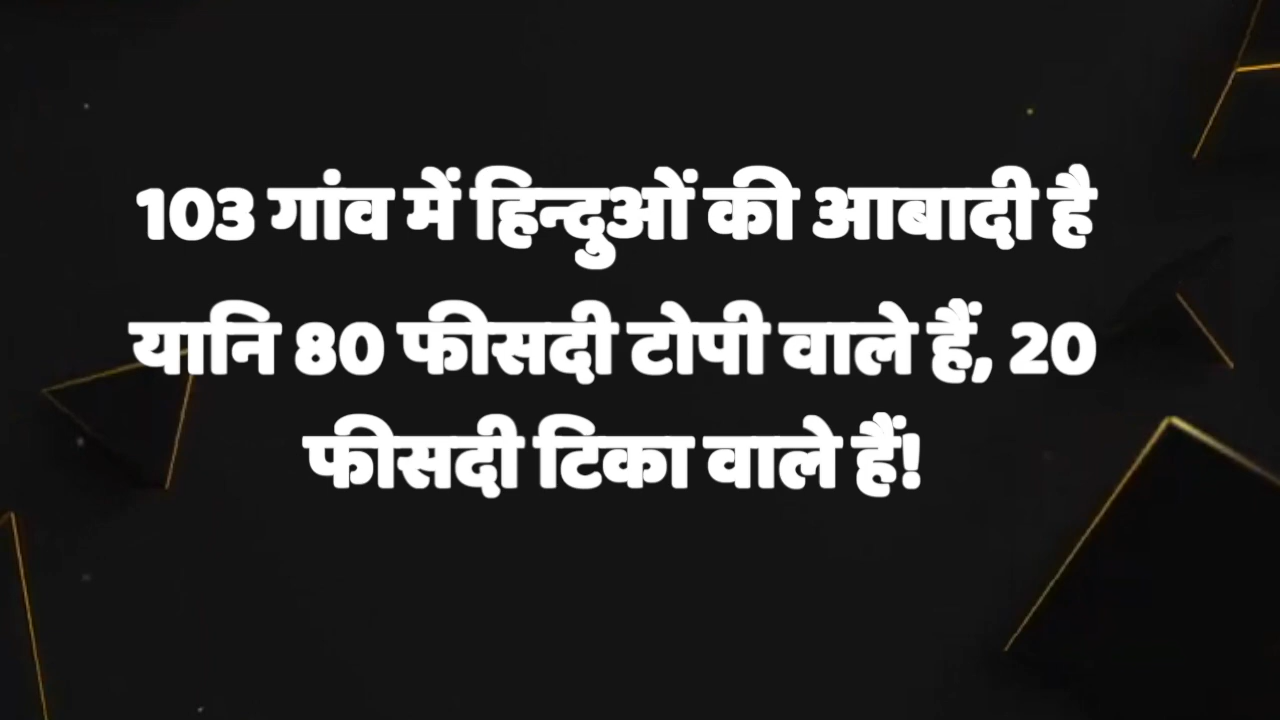 103 गांव में हिन्दुओं की आबादी है
यानि 80 फीसदी टोपी वाले हैं, 20
फीसदी टिका वाले हैं!